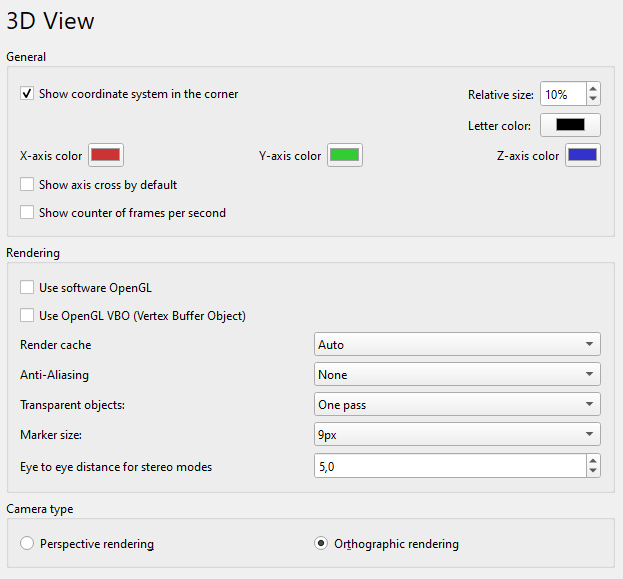 3D View
General
Show coordinate system in the corner
Relative size: 10%
Letter color:
X-axis color Y-axis color Z-axis color
Show axis cross by default
Show counter of frames per second
Rendering
Use software OpenGL
Use OpenGL VBO (Vertex Buffer Object)
Render cache Auto
Anti-Aliasing None
Transparent objects: One pass
Marker size: 9px
Eye to eye distance for stereo modes 5,0
Camera type
Perspective rendering Orthographic rendering